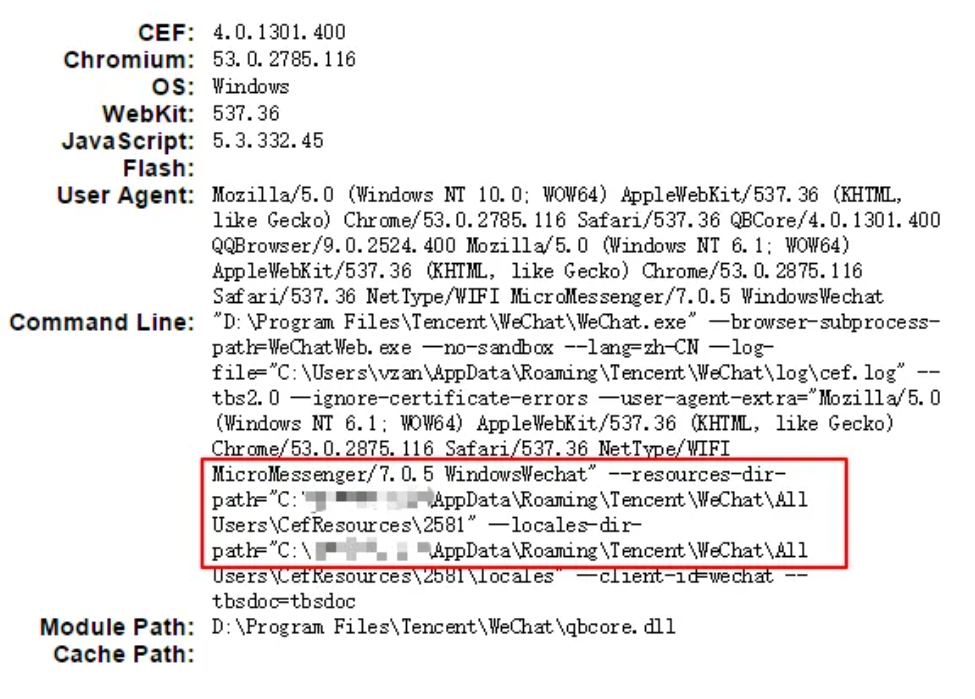 CEF: 4.0.1301.400
Chromium: 53.0.2785.116
OS: Windows
WebKit: 537.36
JavaScript: 5.3.332.45
Flash:
User Agent: Mozilla/5.0 (Windows NT 10.0; WOW64) AppleWebKit/537.36 (KHTML,
like Gecko) Chrome/53.0.2785.116 Safari/537.36 QBCore/4.0.1301.400
QQBrowser/9.0.2524.400 Mozilla/5.0 (Windows NT 6.1; WOW64)
AppleWebKit/537.36 (KHTML, like Gecko) Chrome/53.0.2875.116
Safari/537.36 NetType/WIFI MicroMessenger/7.0.5 WindowsWechat
Command Line: "D:\Program Files\Tencent\WeChat\WeChat.exe" --browser-subprocess-
path=WeChatWeb.exe --no-sandbox --lang=zh-CN --log-
file="C:\Users\vzan\AppData\Roaming\Tencent\WeChat\log\cef.log" --
tbs2.0 --ignore-certificate-errors --user-agent-extra="Mozilla/5.0
(Windows NT 6.1; WOW64) AppleWebKit/537.36 (KHTML, like Gecko)
Chrome/53.0.2875.116 Safari/537.36 NetType/WIFI
MicroMessenger/7.0.5 WindowsWechat" --resources-dir-
path="C:\ \AppData\Roaming\Tencent\WeChat\All
Users\CefResources\2581" --locales-dir-
path="C:\ \AppData\Roaming\Tencent\WeChat\All
Users\CefResources\2581\locales" --client-id=wechat --
tbsdoc=tbsdoc
Module Path: D:\Program Files\Tencent\WeChat\qbcore.dll
Cache Path: